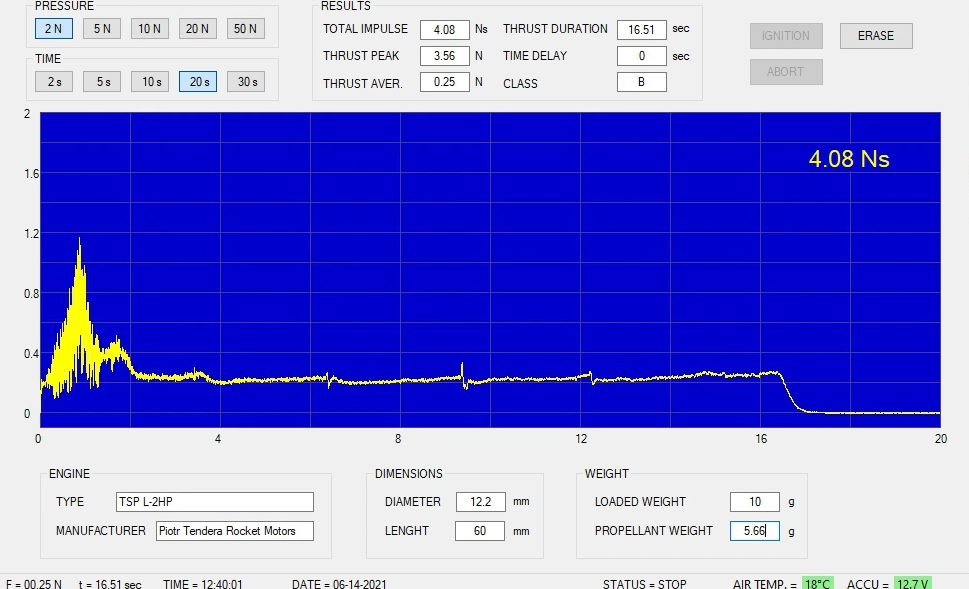 PRESSURE
2 N 5 N 10 N 20 N 50 N
TIME
2 s 5 s 10 s 20 s 30 s
RESULTS
TOTAL IMPULSE 4.08 Ns THRUST DURATION 16.51 sec
THRUST PEAK 3.56 N TIME DELAY 0 sec
THRUST AVER. 0.25 N CLASS B
IGNITION ERASE
ABORT
2
4.08 Ns
1.6
1.2
0.8
0.4
0
0 4 8 12 16 20
ENGINE
TYPE TSP L-2HP
MANUFACTURER Piotr Tendera Rocket Motors
DIMENSIONS
DIAMETER 12.2 mm
LENGHT 60 mm
WEIGHT
LOADED WEIGHT 10 g
PROPELLANT WEIGHT 5.66 g
F = 00.25 N t = 16.51 sec TIME = 12:40:01 DATE = 06-14-2021 STATUS = STOP AIR TEMP. = 18°C ACCU = 12.7 V